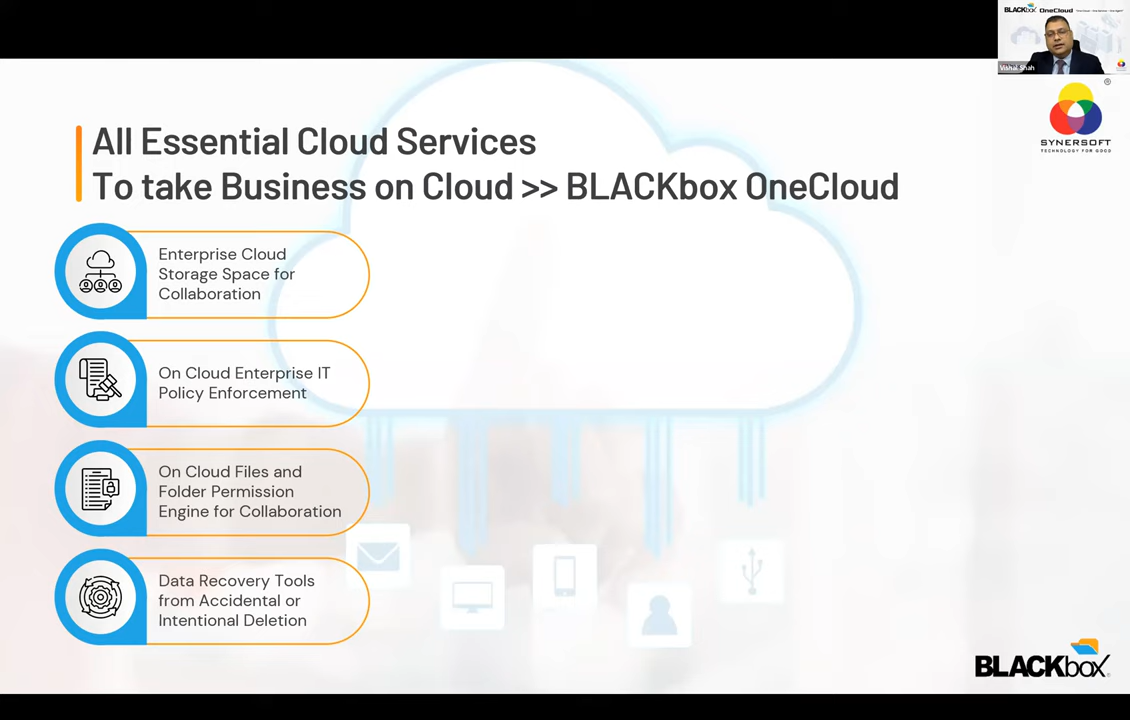 BLACKbox OneCloud
Vishal Shah
SYNERSOFT
TECHNOLOGY FOR GOOD
All Essential Cloud Services
To take Business on Cloud >> BLACKbox OneCloud
Enterprise Cloud
Storage Space for
Collaboration
On Cloud Enterprise IT
Policy Enforcement
On Cloud Files and
Folder Permission
Engine for Collaboration
Data Recovery Tools
from Accidental or
Intentional Deletion
BLACKbox